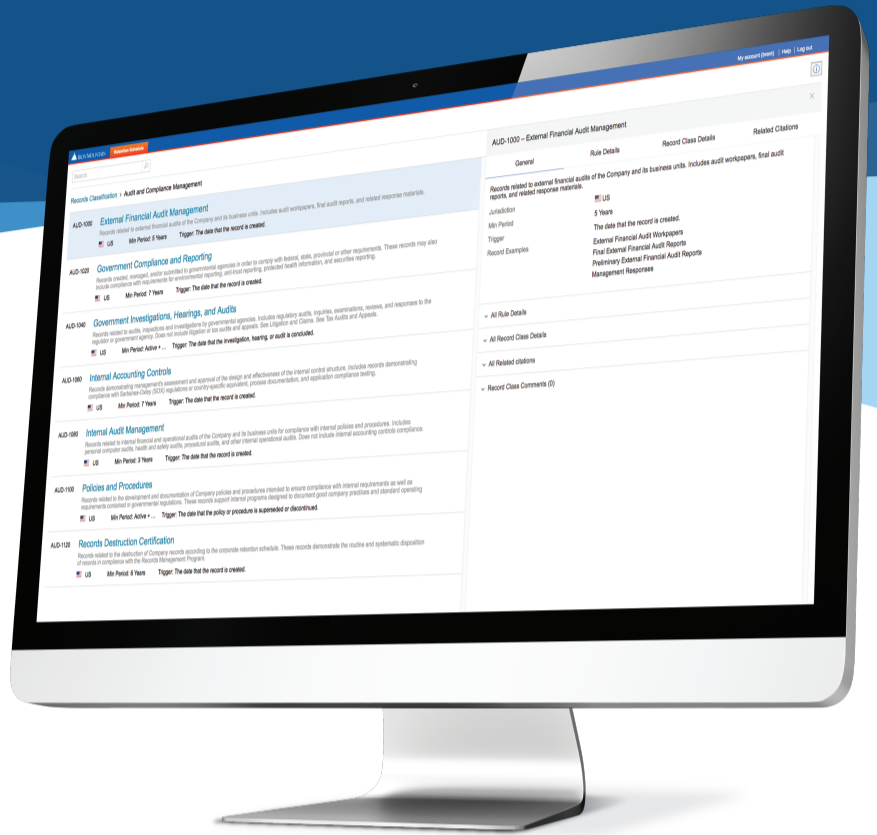 My account (team) | Help | Log out
IRON MOUNTAIN
Retention Schedule
Search
Records Classification › Audit and Compliance Management
AUD-1000 External Financial Audit Management
Records related to external financial audits of the Company and its business units. Includes audit workpapers, final audit reports, and related response materials.
US Min Period: 5 Years Trigger: The date that the record is created.
AUD-1020 Government Compliance and Reporting
Records created, managed, and/or submitted to governmental agencies in order to comply with federal, state, provincial or other requirements. These records may also
include compliance with requirements for environmental reporting, anti-trust reporting, protected health information, and securities reporting.
US Min Period: 7 Years Trigger: The date that the record is created.
AUD-1040 Government Investigations, Hearings, and Audits
Records related to audits, inspections and investigations by governmental agencies. Includes regulatory audits, inquiries, examinations, reviews, and responses to the
regulator or government agency. Does not include litigation or tax audits and appeals. See Litigation and Claims. See Tax Audits and Appeals.
US Min Period: Active + ... Trigger: The date that the investigation, hearing, or audit is concluded.
AUD-1060 Internal Accounting Controls
Records demonstrating management's assessment and approval of the design and effectiveness of the internal control structure. Includes records demonstrating
compliance with Sarbanes-Oxley (SOX) regulations or country-specific equivalent, process documentation, and application compliance testing.
US Min Period: 7 Years Trigger: The date that the record is created.
AUD-1080 Internal Audit Management
Records related to internal financial and operational audits of the Company and its business units for compliance with internal policies and procedures. Includes
personal computer audits, health and safety audits, procedural audits, and other internal operational audits. Does not include internal accounting controls compliance.
US Min Period: 3 Years Trigger: The date that the record is created.
AUD-1100 Policies and Procedures
Records related to the development and documentation of Company policies and procedures intended to ensure compliance with internal requirements as well as
requirements contained in governmental regulations. These records support internal programs designed to document good company practices and standard operating
US Min Period: Active + ... Trigger: The date that the policy or procedure is superseded or discontinued.
AUD-1120 Records Destruction Certification
Records related to the destruction of Company records according to the corporate retention schedule. These records demonstrate the routine and systematic disposition
of records in compliance with the Records Management Program.
US Min Period: 6 Years Trigger: The date that the record is created.
AUD-1000 – External Financial Audit Management
X
General Rule Details Record Class Details Related Citations
Records related to external financial audits of the Company and its business units. Includes audit workpapers, final audit
reports, and related response materials.
Jurisdiction US
Min Period 5 Years
Trigger The date that the record is created.
Record Examples External Financial Audit Workpapers
Final External Financial Audit Reports
Preliminary External Financial Audit Reports
Management Responses
All Rule Details
All Record Class Details
All Related citations
Record Class Comments (0)